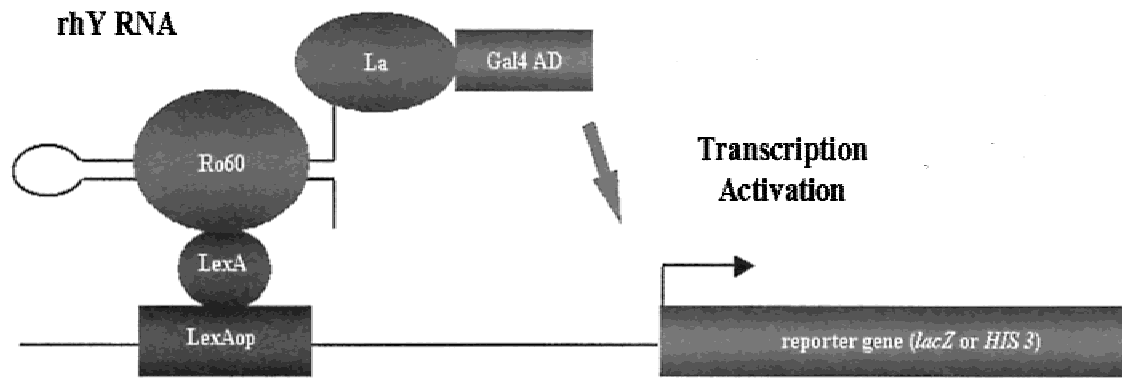 rhY RNA
La
Gal4 AD
Ro60
Transcription
Activation
LexA
LexAop
reporter gene (lacZ or HIS 3)